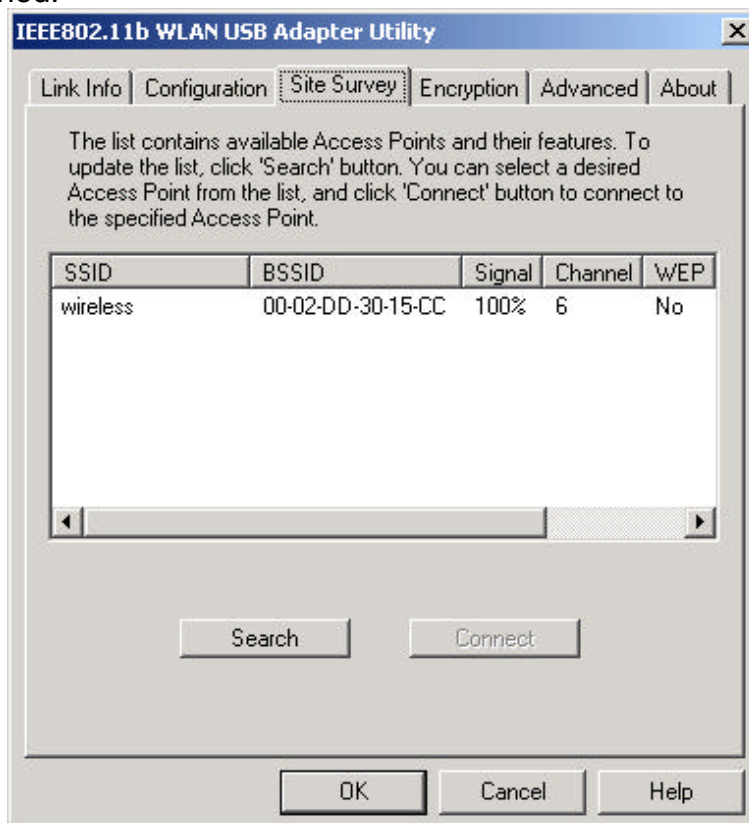 IEEE802.11b WLAN USB Adapter Utility
Link Info Configuration Site Survey Encryption Advanced About
The list contains available Access Points and their features. To
update the list, click 'Search' button. You can select a desired
Access Point from the list, and click 'Connect' button to connect to
the specified Access Point.
SSID BSSID Signal Channel WEP
wireless 00-02-DD-30-15-CC 100% 6 No
Search Connect
OK Cancel Help